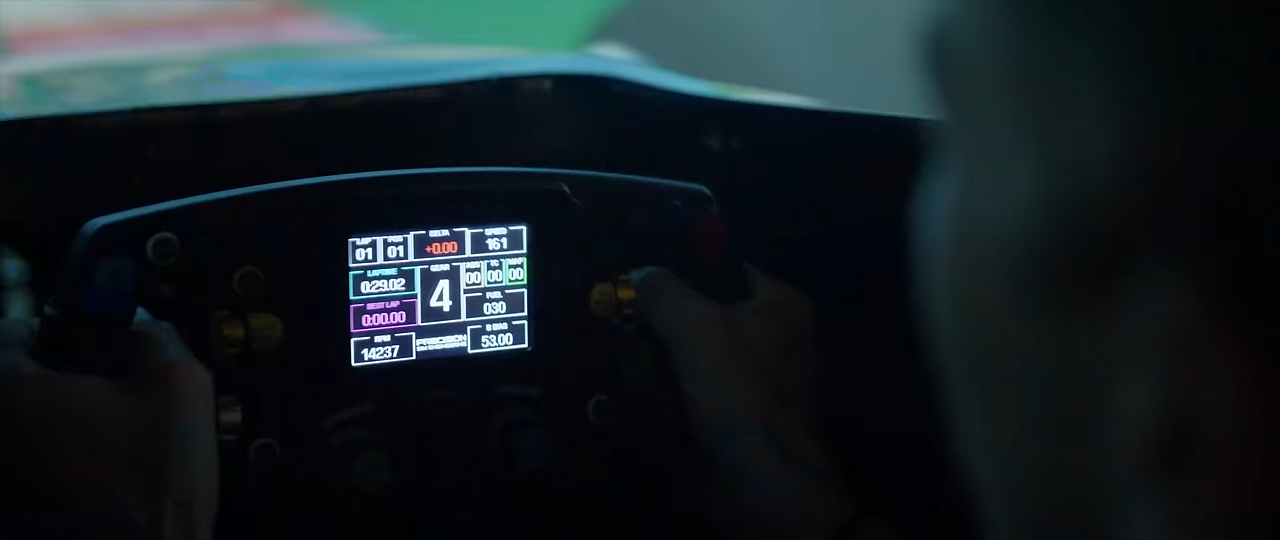 LAP POS DELTA SPEED
01 01 +0.00 161
LAPTIME GEAR ABS TC MAP
0:29.02 4 00 00 00
BEST LAP FUEL
0:00.00 030
RPM B BIAS
14237 PRECISION 53.00